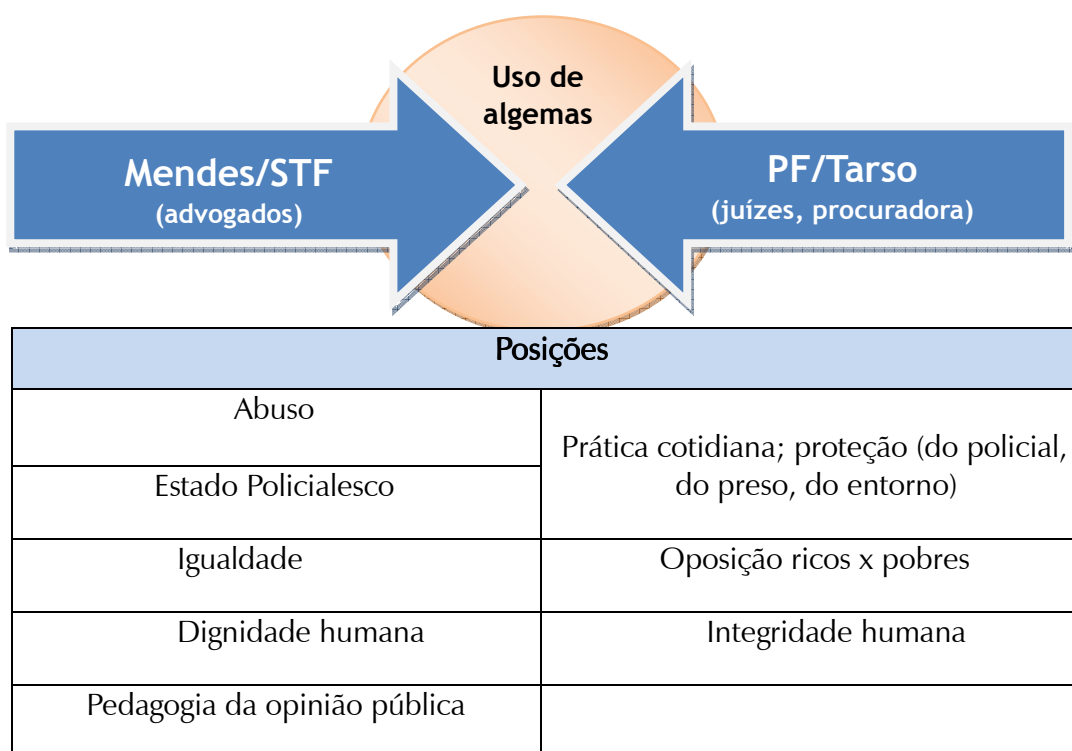 Uso de
algemas
Mendes/STF
(advogados)
PF/Tarso
(juízes, procuradora)
Posições
Abuso
Prática cotidiana; proteção (do policial,
do preso, do entorno)
Estado Policialesco
Igualdade
Oposição ricos x pobres
Dignidade humana
Integridade humana
Pedagogia da opinião pública